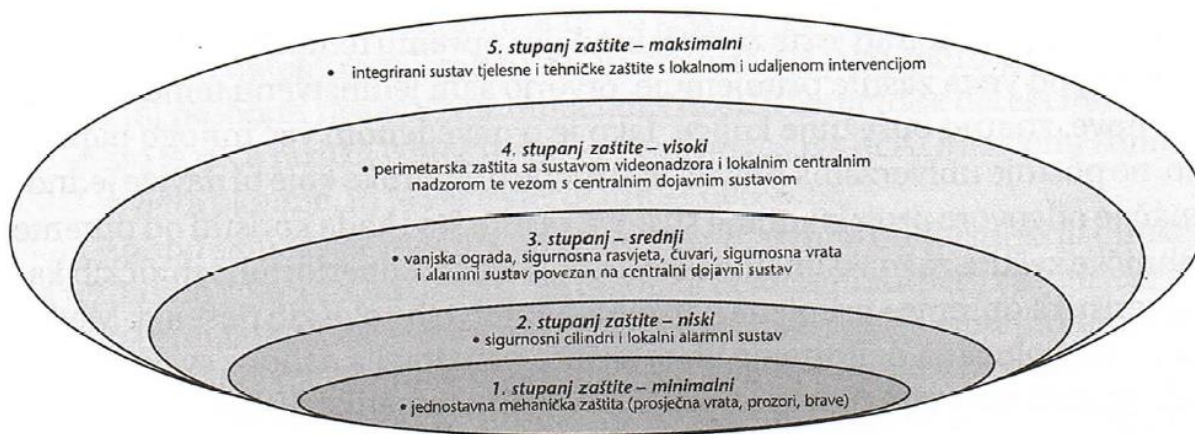 5. stupanj zaštite – maksimalni
• integrirani sustav tjelesne i tehničke zaštite s lokalnom i udaljenom intervencijom
4. stupanj zaštite – visoki
• perimetarska zaštita sa sustavom videonadzora i lokalnim centralnim
nadzorom te vezom s centralnim dojavnim sustavom
3. stupanj – srednji
• vanjska ograda, sigurnosna rasvjeta, čuvari, sigurnosna vrata
i alarmni sustav povezan na centralni dojavni sustav
2. stupanj zaštite – niski
• sigurnosni cilindri i lokalni alarmni sustav
1. stupanj zaštite – minimalni
• jednostavna mehanička zaštita (prosječna vrata, prozori, brave)